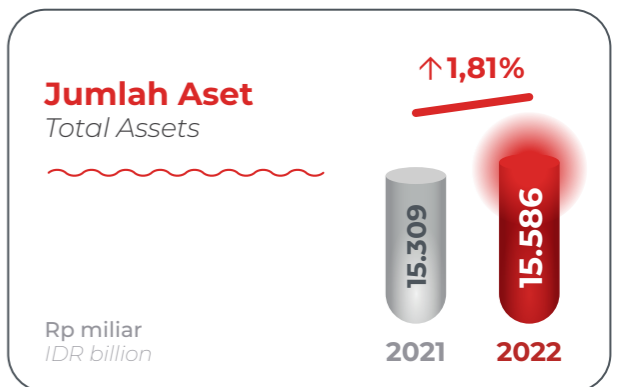 Jumlah Aset
Total Assets
↑1,81%
15.309
15.586
Rp miliar
IDR billion
2021
2022